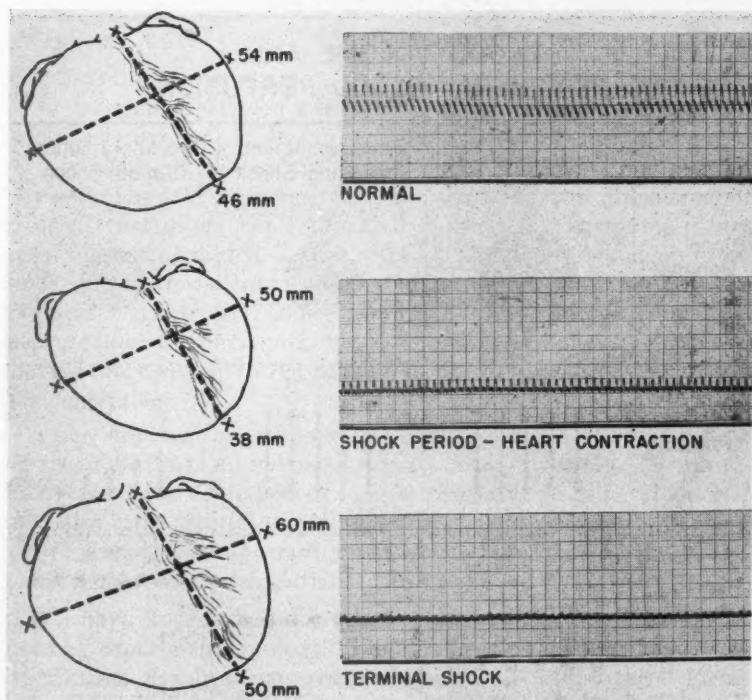 54 mm
46 mm
NORMAL
50 mm
38 mm
SHOCK PERIOD – HEART CONTRACTION
60 mm
50 mm
TERMINAL SHOCK